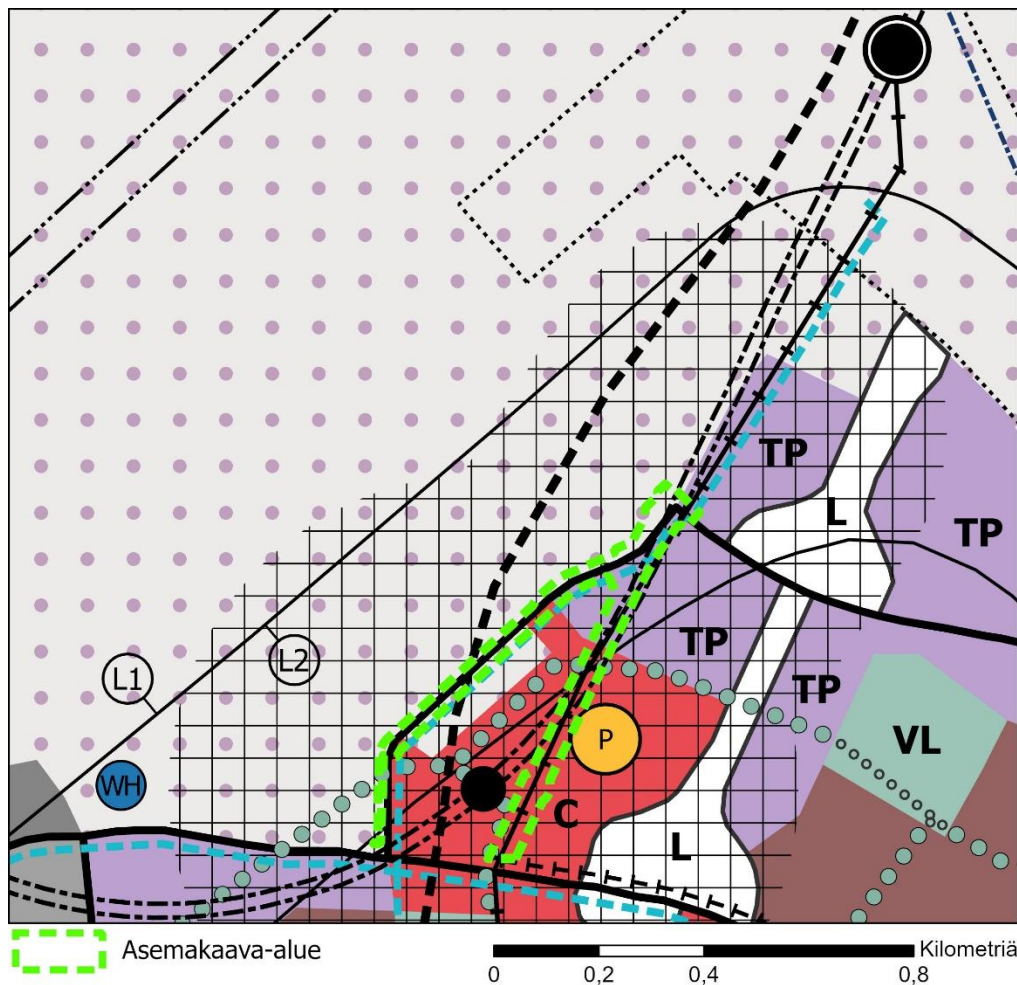 TP
L
TP
TP
L2
L1
TP
P
VL
WH
C
L
Asemakaava-alue
Kilometriä
0 0,2 0,4 0,8